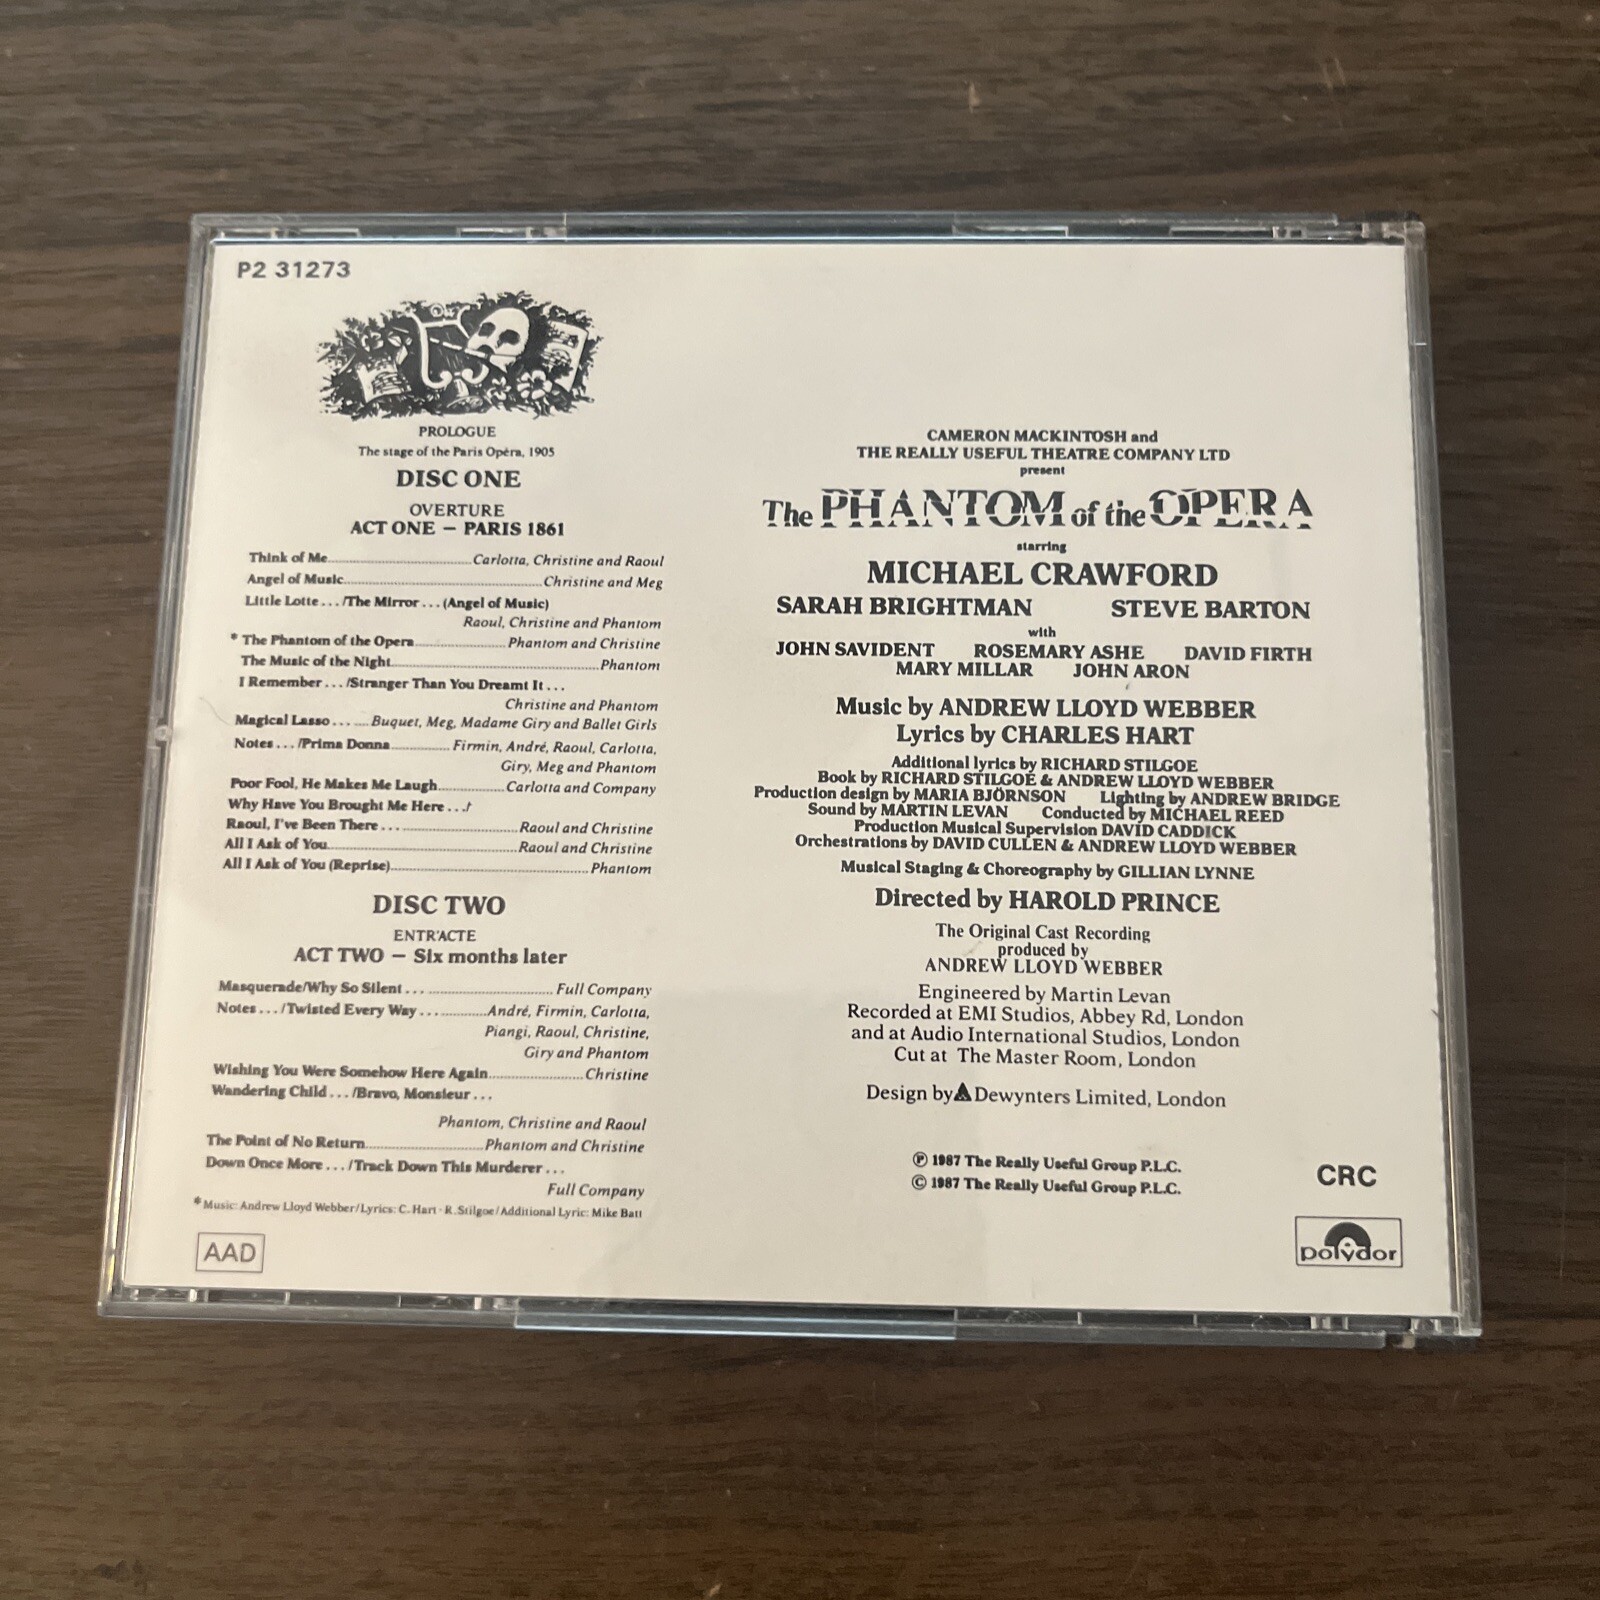 P2 31273
PROLOGUE
The stage of the Paris Opéra, 1905
DISC ONE
OVERTURE
ACT ONE – PARIS 1861
Think of Me Carlotta, Christine and Raoul
Angel of Music Christine and Meg
Little Lotte . . . /The Mirror . . . (Angel of Music)
Raoul, Christine and Phantom
* The Phantom of the Opera Phantom and Christine
The Music of the Night Phantom
I Remember . . . /Stranger Than You Dreamt It . . .
Christine and Phantom
Magical Lasso . . . Buquet, Meg, Madame Giry and Ballet Girls
Notes . . . /Prima Donna Firmin, André, Raoul, Carlotta,
Giry, Meg and Phantom
Poor Fool, He Makes Me Laugh Carlotta and Company
Why Have You Brought Me Here . . ./
Raoul, I've Been There . . . Raoul and Christine
All I Ask of You Raoul and Christine
All I Ask of You (Reprise) Phantom
DISC TWO
ENTR'ACTE
ACT TWO – Six months later
Masquerade/Why So Silent . . . Full Company
Notes . . . /Twisted Every Way . . . André, Firmin, Carlotta,
Piangi, Raoul, Christine,
Giry and Phantom
Wishing You Were Somehow Here Again Christine
Wandering Child . . . /Bravo, Monsieur . . .
Phantom, Christine and Raoul
The Point of No Return Phantom and Christine
Down Once More . . . /Track Down This Murderer . . .
Full Company
* Music: Andrew Lloyd Webber/Lyrics: C. Hart · R. Stilgoe/Additional Lyric: Mike Batt
AAD
CAMERON MACKINTOSH and
THE REALLY USEFUL THEATRE COMPANY LTD
present
The PHANTOM of the OPERA
starring
MICHAEL CRAWFORD
SARAH BRIGHTMAN STEVE BARTON
with
JOHN SAVIDENT ROSEMARY ASHE DAVID FIRTH
MARY MILLAR JOHN ARON
Music by ANDREW LLOYD WEBBER
Lyrics by CHARLES HART
Additional lyrics by RICHARD STILGOE
Book by RICHARD STILGOE & ANDREW LLOYD WEBBER
Production design by MARIA BJÖRNSON Lighting by ANDREW BRIDGE
Sound by MARTIN LEVAN Conducted by MICHAEL REED
Production Musical Supervision DAVID CADDICK
Orchestrations by DAVID CULLEN & ANDREW LLOYD WEBBER
Musical Staging & Choreography by GILLIAN LYNNE
Directed by HAROLD PRINCE
The Original Cast Recording
produced by
ANDREW LLOYD WEBBER
Engineered by Martin Levan
Recorded at EMI Studios, Abbey Rd, London
and at Audio International Studios, London
Cut at The Master Room, London
Design by Dewynters Limited, London
℗ 1987 The Really Useful Group P.L.C.
© 1987 The Really Useful Group P.L.C.
CRC
polydor